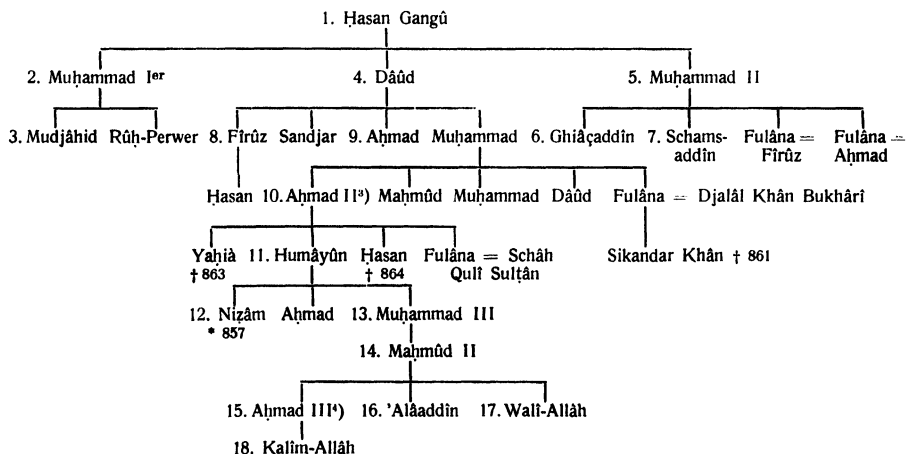 1. Ḥasan Gangû
2. Muḥammad Iᵉʳ 4. Dâûd 5. Muḥammad II
3. Mudjâhid Rûḥ-Perwer 8. Fîrûz Sandjar 9. Aḥmad Muḥammad 6. Ghiâçaddîn 7. Schams- Fulâna = Fulâna =
addîn Fîrûz Aḥmad
Ḥasan 10. Aḥmad II³) Maḥmûd Muḥammad Dâûd Fulâna = Djalâl Khân Bukhârî
Yaḥià 11. Humâyûn Ḥasan Fulâna = Schâh Sikandar Khân † 861
† 863 † 864 Qulî Sulṭân
12. Niẓâm Aḥmad 13. Muḥammad III
* 857
14. Maḥmûd II
15. Aḥmad III⁴) 16. 'Alâaddîn 17. Walî-Allâh
18. Kalîm-Allâh